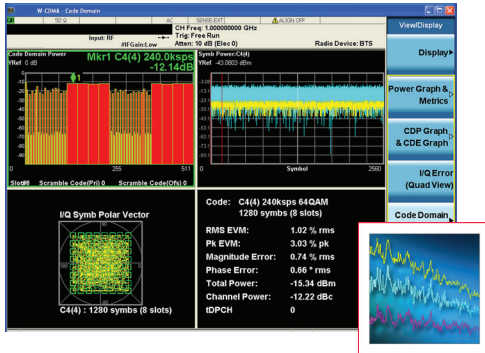 W-CDMA - Code Domain
50 Ω
AC
SENSE:EXT
ALIGN OFF
CH Freq: 1.000000000 GHz
Input: RF
Trig: Free Run
#IFGain:Low
Atten: 10 dB (Elec 0)
Radio Device: BTS
View/Display
Display
Power Graph &
Metrics
CDP Graph
& CDE Graph
I/Q Error
(Quad View)
Code Domain
Code Domain Power
Mkr1 C4(4) 240.0ksps
YRef 0 dB
-12.14dB
1
0
255
511
Slot#6 Scramble Code(Pri) 0 Scramble Code(Ofs) 0
Symb Power:C4(4)
YRef -43.0803 dBm
0
Symbol
2560
I/Q Symb Polar Vector
C4(4) : 1280 symbs (8 slots)
Code: C4(4) 240ksps 64QAM
1280 symbs (8 slots)
RMS EVM: 1.02 % rms
Pk EVM: 3.03 % pk
Magnitude Error: 0.74 % rms
Phase Error: 0.66 ° rms
Total Power: -15.34 dBm
Channel Power: -12.22 dBc
tDPCH 0